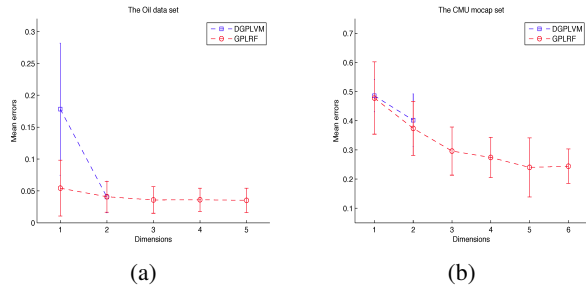 The Oil data set
DGPLVM
GPLRF
Mean errors
0.3
0.25
0.2
0.15
0.1
0.05
0
1 2 3 4 5
Dimensions
(a)
The CMU mocap set
DGPLVM
GPLRF
Mean errors
0.7
0.6
0.5
0.4
0.3
0.2
0.1
1 2 3 4 5 6
Dimensions
(b)